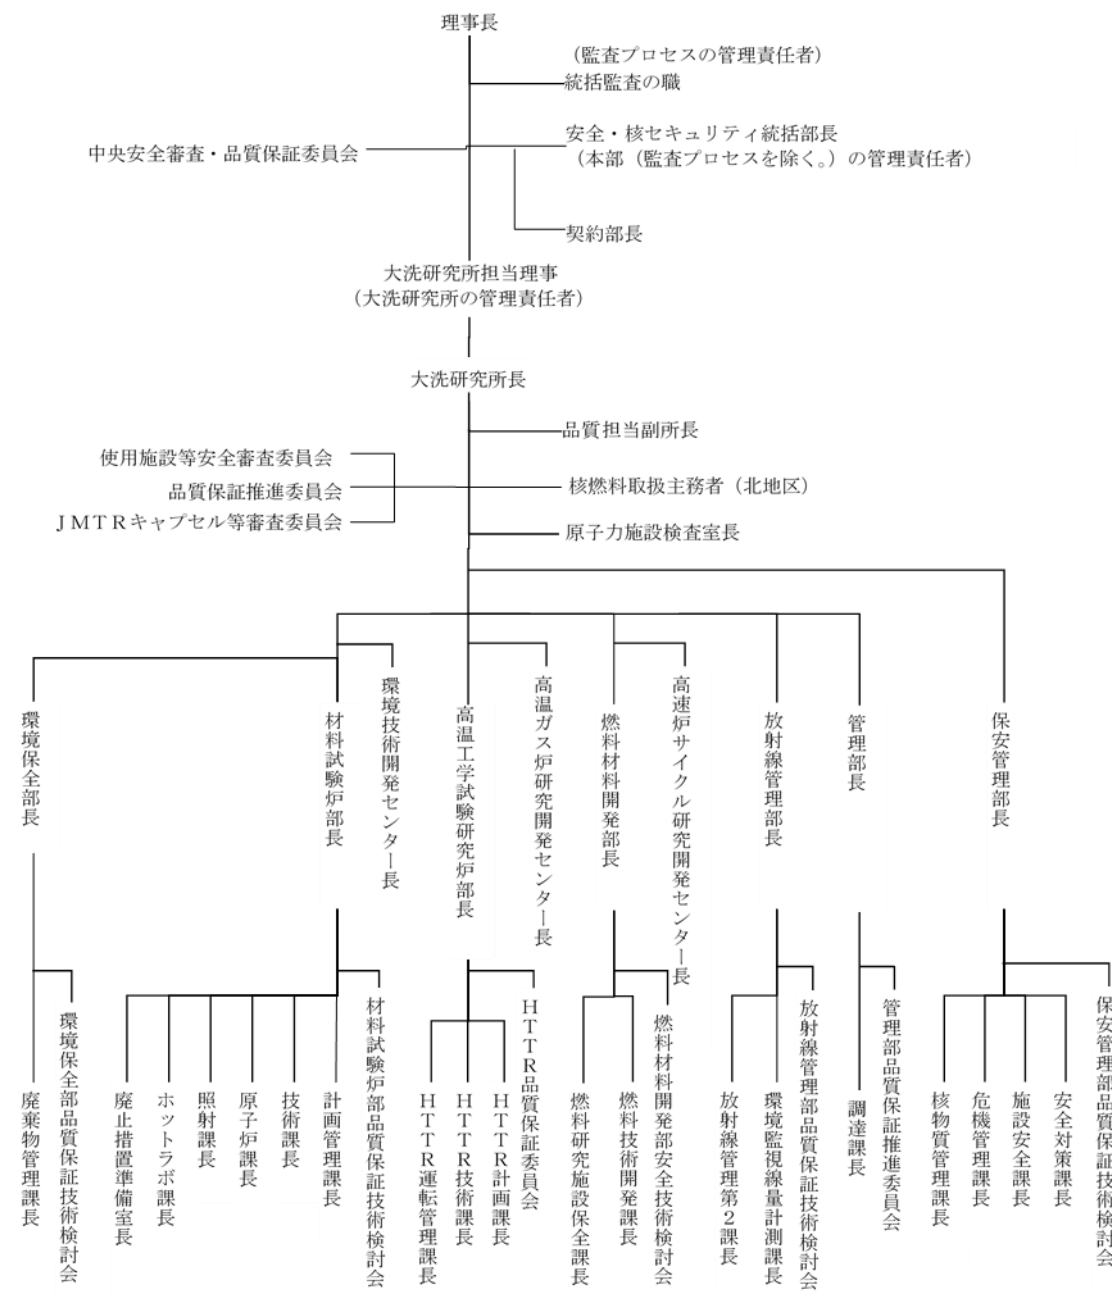 理事長
（監査プロセスの管理責任者）
統括監査の職
中央安全審査・品質保証委員会
安全・核セキュリティ統括部長
（本部（監査プロセスを除く。）の管理責任者）
契約部長
大洗研究所担当理事
（大洗研究所の管理責任者）
大洗研究所長
品質担当副所長
使用施設等安全審査委員会
品質保証推進委員会
核燃料取扱主務者（北地区）
ＪＭＴＲキャプセル等審査委員会
原子力施設検査室長
環境保全部長
材料試験炉部長
環境技術開発センター長
高温工学試験研究炉部長
高温ガス炉研究開発センター長
燃料材料開発部長
高速炉サイクル研究開発センター長
放射線管理部長
管理部長
保安管理部長
廃棄物管理課長
環境保全部品質保証技術検討会
廃止措置準備室長
ホットラボ課長
照射課長
原子炉課長
技術課長
計画管理課長
材料試験炉部品質保証技術検討会
ＨＴＴＲ運転管理課長
ＨＴＴＲ技術課長
ＨＴＴＲ計画課長
ＨＴＴＲ品質保証委員会
燃料研究施設保全課長
燃料技術開発課長
燃料材料開発部安全技術検討会
放射線管理第２課長
環境監視線量計測課長
放射線管理部品質保証技術検討会
調達課長
管理部品質保証推進委員会
核物質管理課長
危機管理課長
施設安全課長
安全対策課長
保安管理部品質保証技術検討会